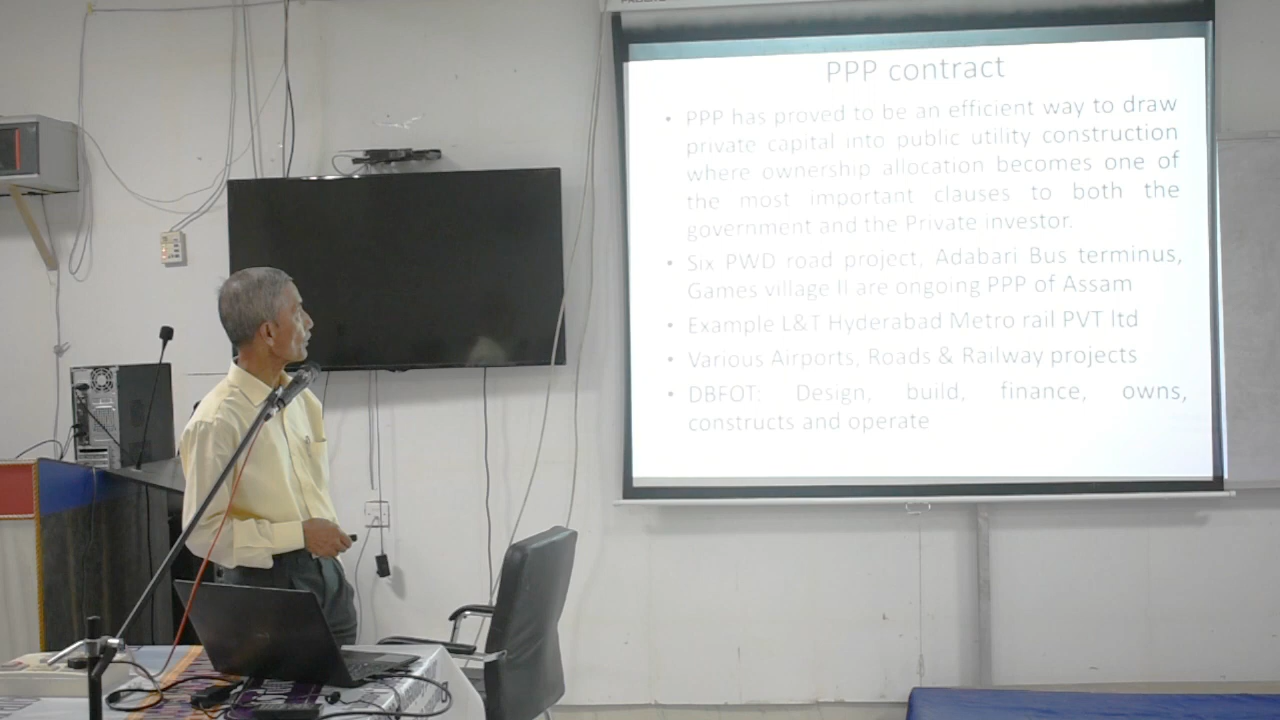 PPP contract
• PPP has proved to be an efficient way to draw
private capital into public utility construction
where ownership allocation becomes one of
the most important clauses to both the
government and the Private investor.
• Six PWD road project, Adabari Bus terminus,
Games village II are ongoing PPP of Assam
• Example L&T Hyderabad Metro rail PVT ltd
• Various Airports, Roads & Railway projects
• DBFOT: Design, build, finance, owns,
constructs and operate